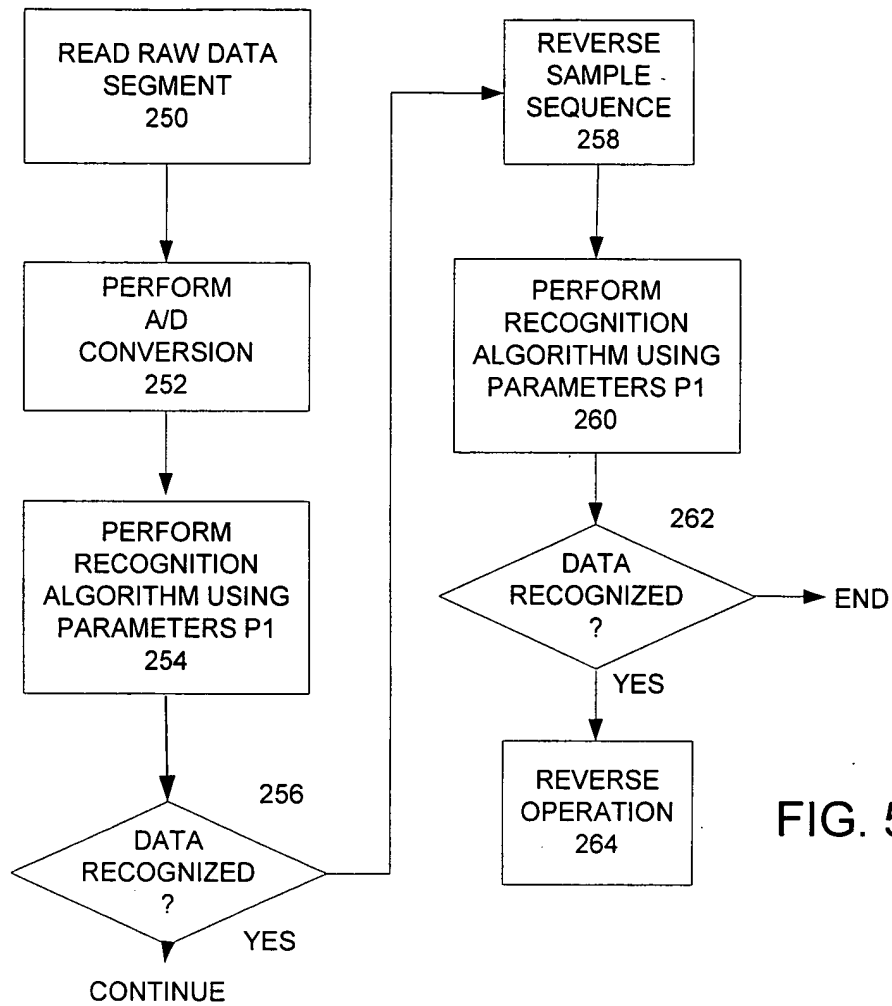 READ RAW DATA
SEGMENT
250
PERFORM
A/D
CONVERSION
252
PERFORM
RECOGNITION
ALGORITHM USING
PARAMETERS P1
254
256
DATA
RECOGNIZED
?
YES
CONTINUE
REVERSE
SAMPLE
SEQUENCE
258
PERFORM
RECOGNITION
ALGORITHM USING
PARAMETERS P1
260
262
DATA
RECOGNIZED
?
END
YES
REVERSE
OPERATION
264
FIG. 5